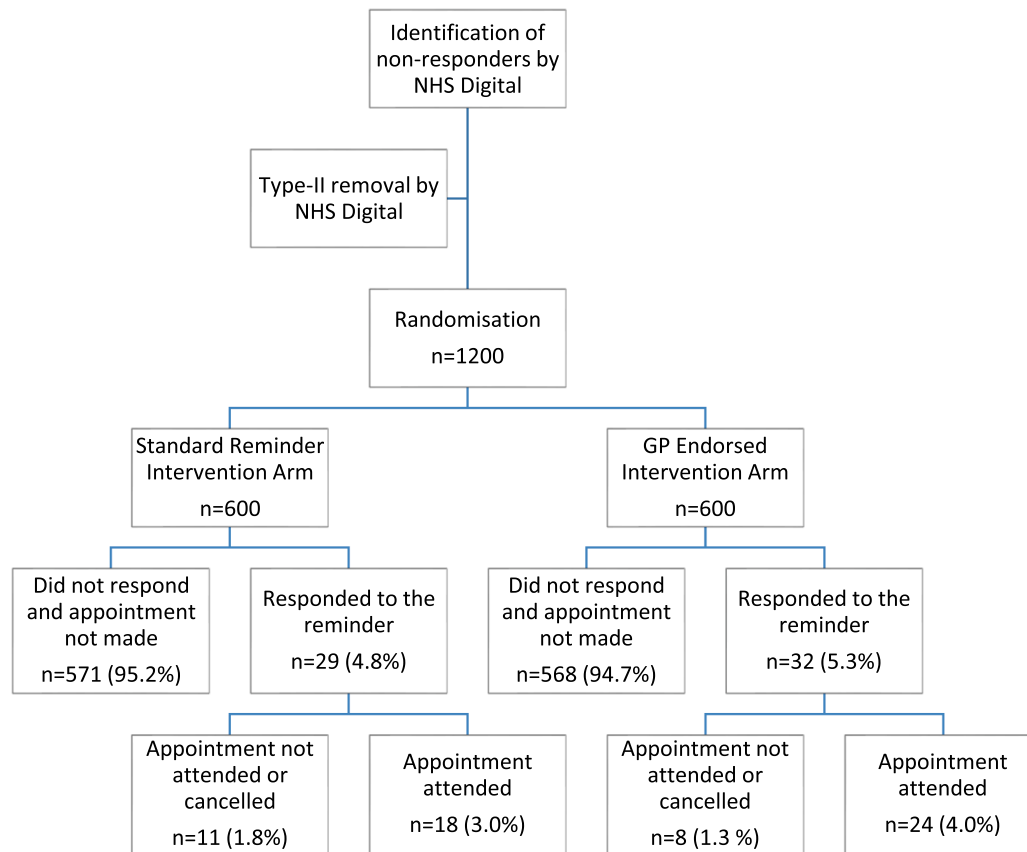 Identification of
non-responders by
NHS Digital
Type-II removal by
NHS Digital
Randomisation
n=1200
Standard Reminder
Intervention Arm
n=600
GP Endorsed
Intervention Arm
n=600
Did not respond
and appointment
not made
n=571 (95.2%)
Responded to the
reminder
n=29 (4.8%)
Did not respond
and appointment
not made
n=568 (94.7%)
Responded to the
reminder
n=32 (5.3%)
Appointment not
attended or
cancelled
n=11 (1.8%)
Appointment
attended
n=18 (3.0%)
Appointment not
attended or
cancelled
n=8 (1.3 %)
Appointment
attended
n=24 (4.0%)